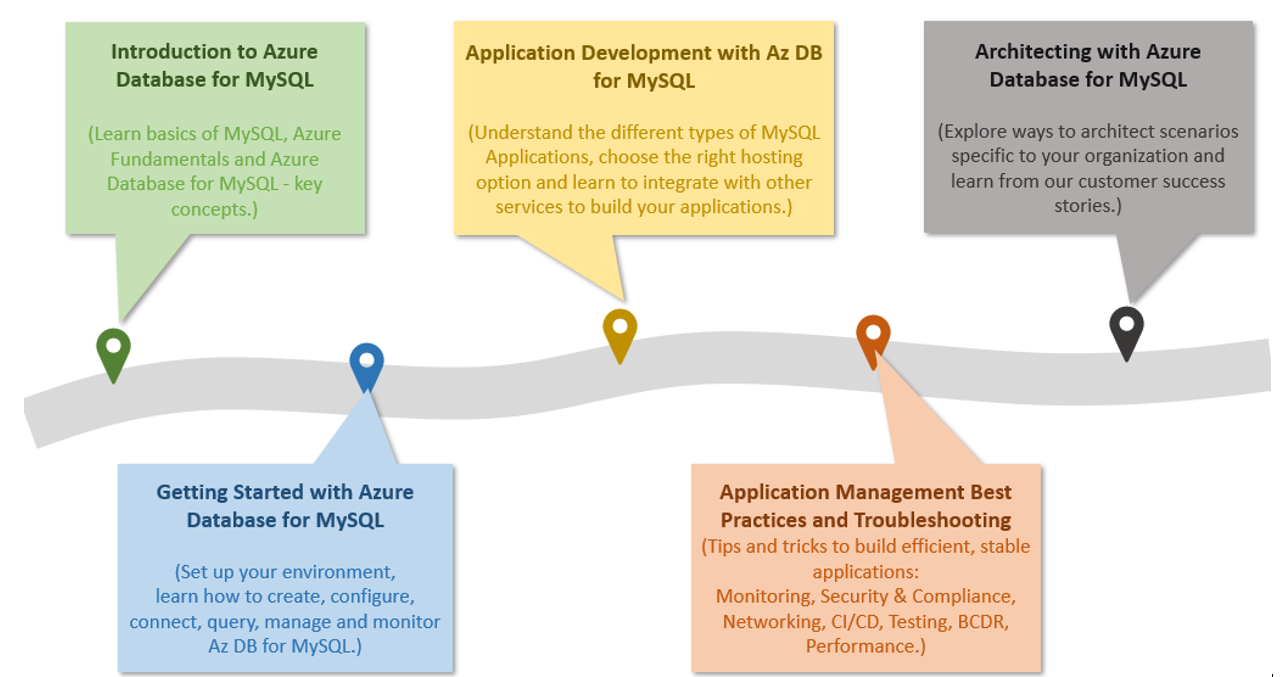 Introduction to Azure
Database for MySQL
(Learn basics of MySQL, Azure
Fundamentals and Azure
Database for MySQL - key
concepts.)
Getting Started with Azure
Database for MySQL
(Set up your environment,
learn how to create, configure,
connect, query, manage and monitor
Az DB for MySQL.)
Application Development with Az DB
for MySQL
(Understand the different types of MySQL
Applications, choose the right hosting
option and learn to integrate with other
services to build your applications.)
Application Management Best
Practices and Troubleshooting
(Tips and tricks to build efficient, stable
applications:
Monitoring, Security & Compliance,
Networking, CI/CD, Testing, BCDR,
Performance.)
Architecting with Azure
Database for MySQL
(Explore ways to architect scenarios
specific to your organization and
learn from our customer success
stories.)